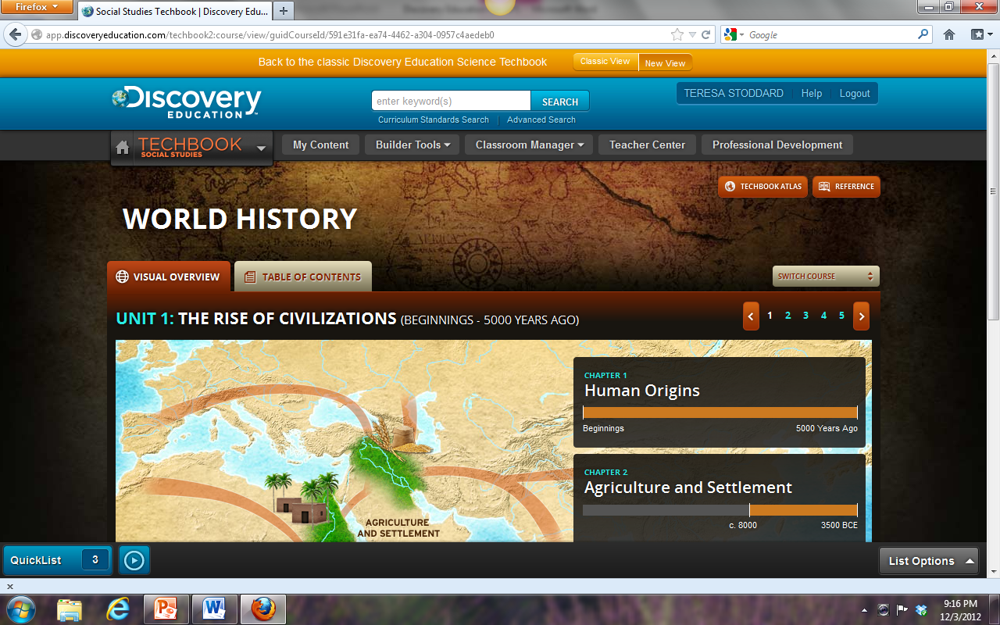 Firefox
Social Studies Techbook | Discovery Edu...
app.discoveryeducation.com/techbook2:course/view/guidCourseId/591e31fa-ea74-4462-a304-0957c4aedeb0
Google
Back to the classic Discovery Education Science Techbook
Classic View
New View
Discovery
EDUCATION™
enter keyword(s)
SEARCH
TERESA STODDARD
Help
Logout
Curriculum Standards Search | Advanced Search
TECHBOOK
SOCIAL STUDIES
My Content
Builder Tools
Classroom Manager
Teacher Center
Professional Development
TECHBOOK ATLAS
REFERENCE
WORLD HISTORY
VISUAL OVERVIEW
TABLE OF CONTENTS
SWITCH COURSE
UNIT 1: THE RISE OF CIVILIZATIONS (BEGINNINGS - 5000 YEARS AGO)
1 2 3 4 5
CHAPTER 1
Human Origins
Beginnings
5000 Years Ago
CHAPTER 2
Agriculture and Settlement
c. 8000
3500 BCE
AGRICULTURE
AND SETTLEMENT
QuickList 3
List Options
x
9:16 PM
12/3/2012